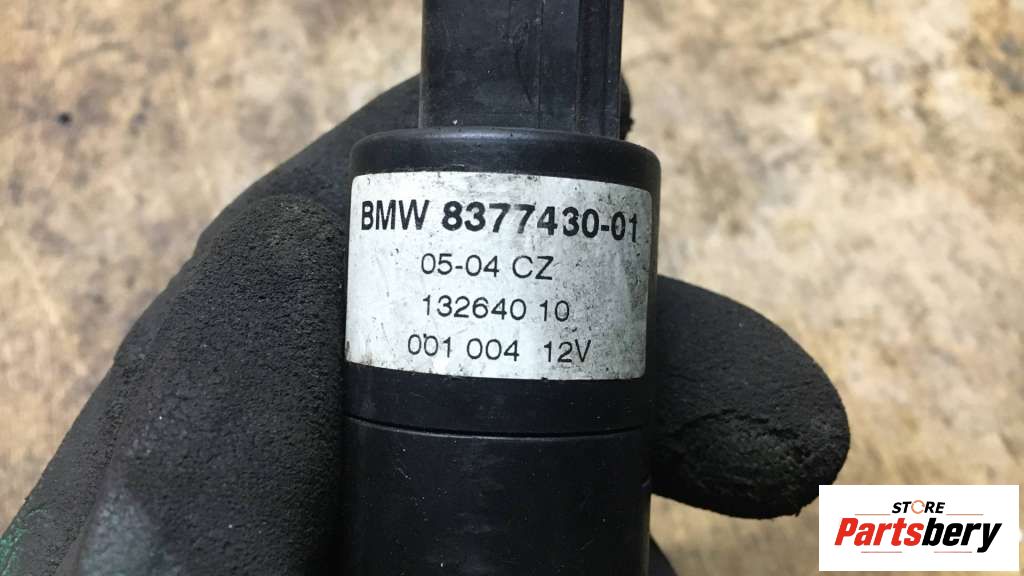 BMW 8377430-01
05-04 CZ
132640 10
001 004 12V
STORE
Partsbery